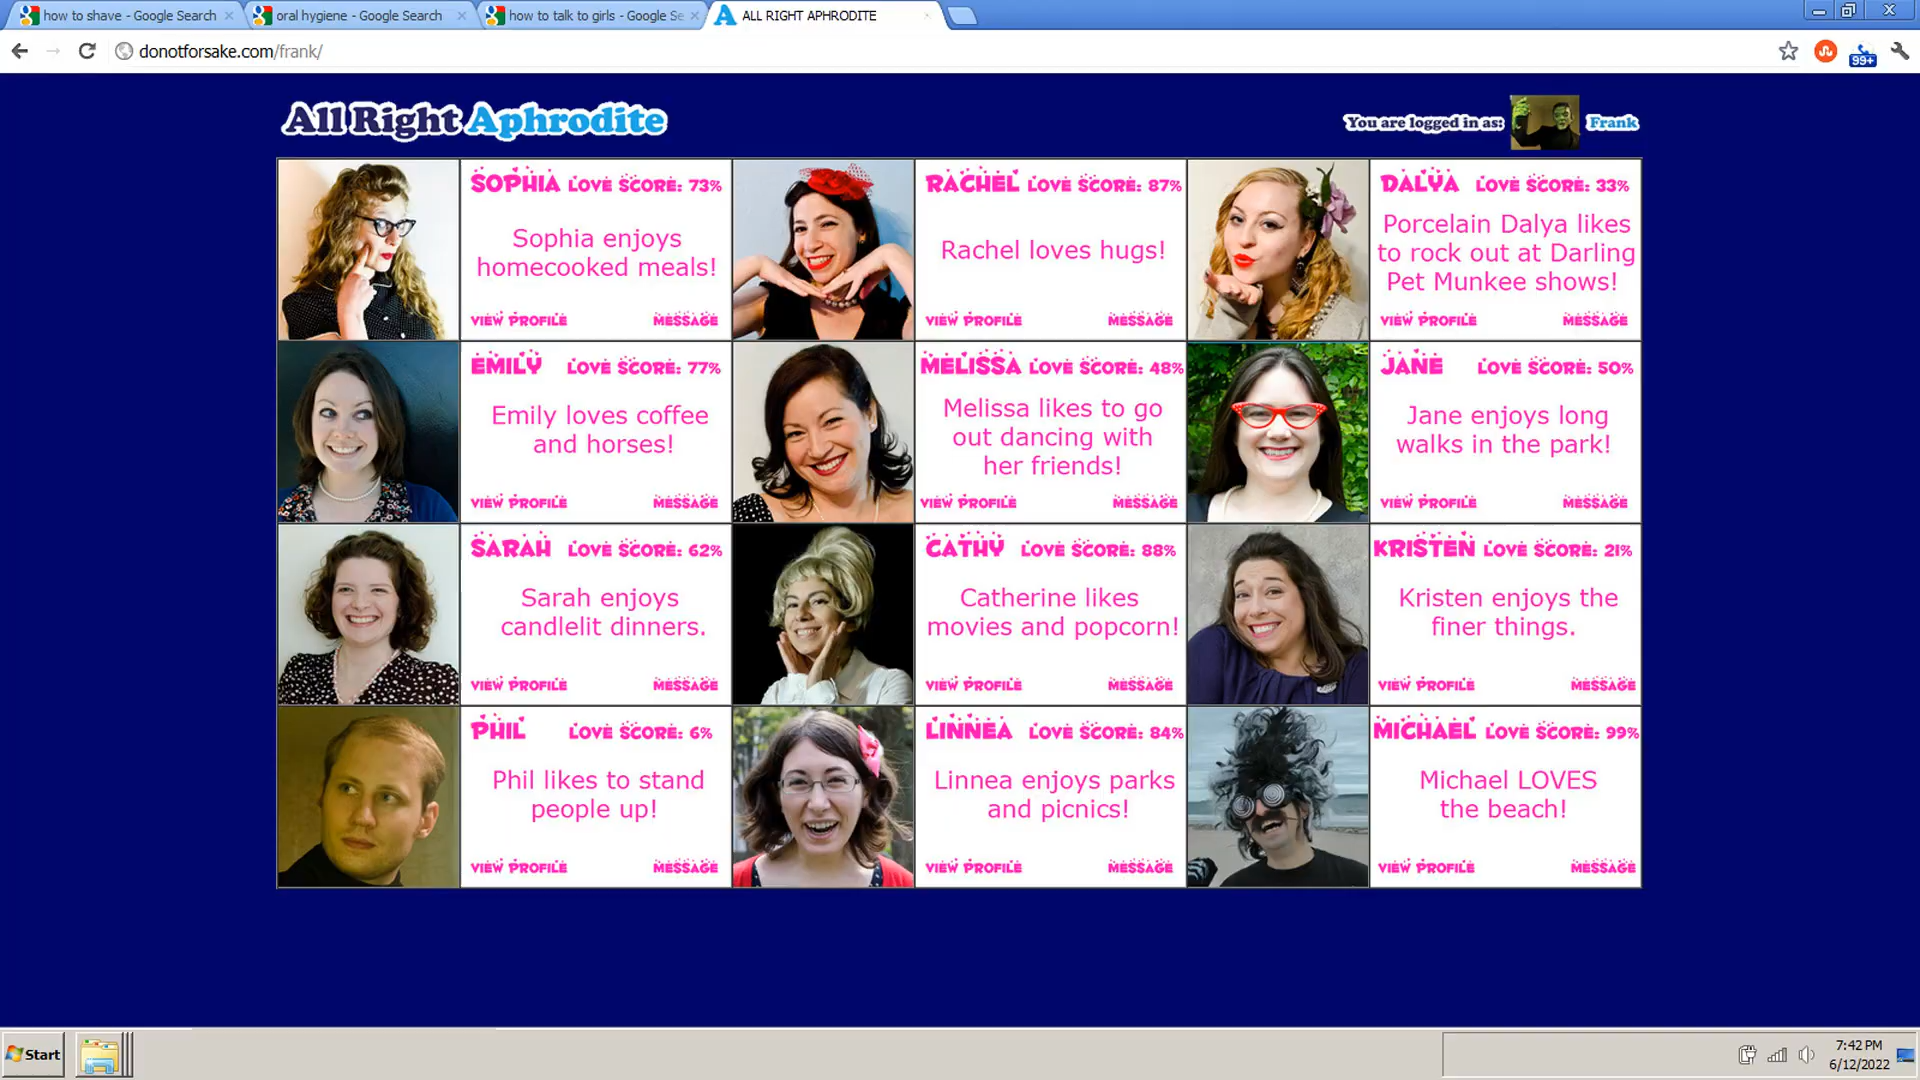 how to shave - Google Search
oral hygiene - Google Search
how to talk to girls - Google Se
ALL RIGHT APHRODITE
donotforsake.com/frank/
99+
All Right Aphrodite
You are logged in as: Frank
SOPHIA LOVE SCORE: 73%
Sophia enjoys
homecooked meals!
VIEW PROFILE MESSAGE
RACHEL LOVE SCORE: 87%
Rachel loves hugs!
VIEW PROFILE MESSAGE
DALYA LOVE SCORE: 33%
Porcelain Dalya likes
to rock out at Darling
Pet Munkee shows!
VIEW PROFILE MESSAGE
EMILY LOVE SCORE: 77%
Emily loves coffee
and horses!
VIEW PROFILE MESSAGE
MELISSA LOVE SCORE: 48%
Melissa likes to go
out dancing with
her friends!
VIEW PROFILE MESSAGE
JANE LOVE SCORE: 50%
Jane enjoys long
walks in the park!
VIEW PROFILE MESSAGE
SARAH LOVE SCORE: 62%
Sarah enjoys
candlelit dinners.
VIEW PROFILE MESSAGE
CATHY LOVE SCORE: 88%
Catherine likes
movies and popcorn!
VIEW PROFILE MESSAGE
KRISTEN LOVE SCORE: 21%
Kristen enjoys the
finer things.
VIEW PROFILE MESSAGE
PHIL LOVE SCORE: 6%
Phil likes to stand
people up!
VIEW PROFILE MESSAGE
LINNEA LOVE SCORE: 84%
Linnea enjoys parks
and picnics!
VIEW PROFILE MESSAGE
MICHAEL LOVE SCORE: 99%
Michael LOVES
the beach!
VIEW PROFILE MESSAGE
Start
7:42 PM
6/12/2022